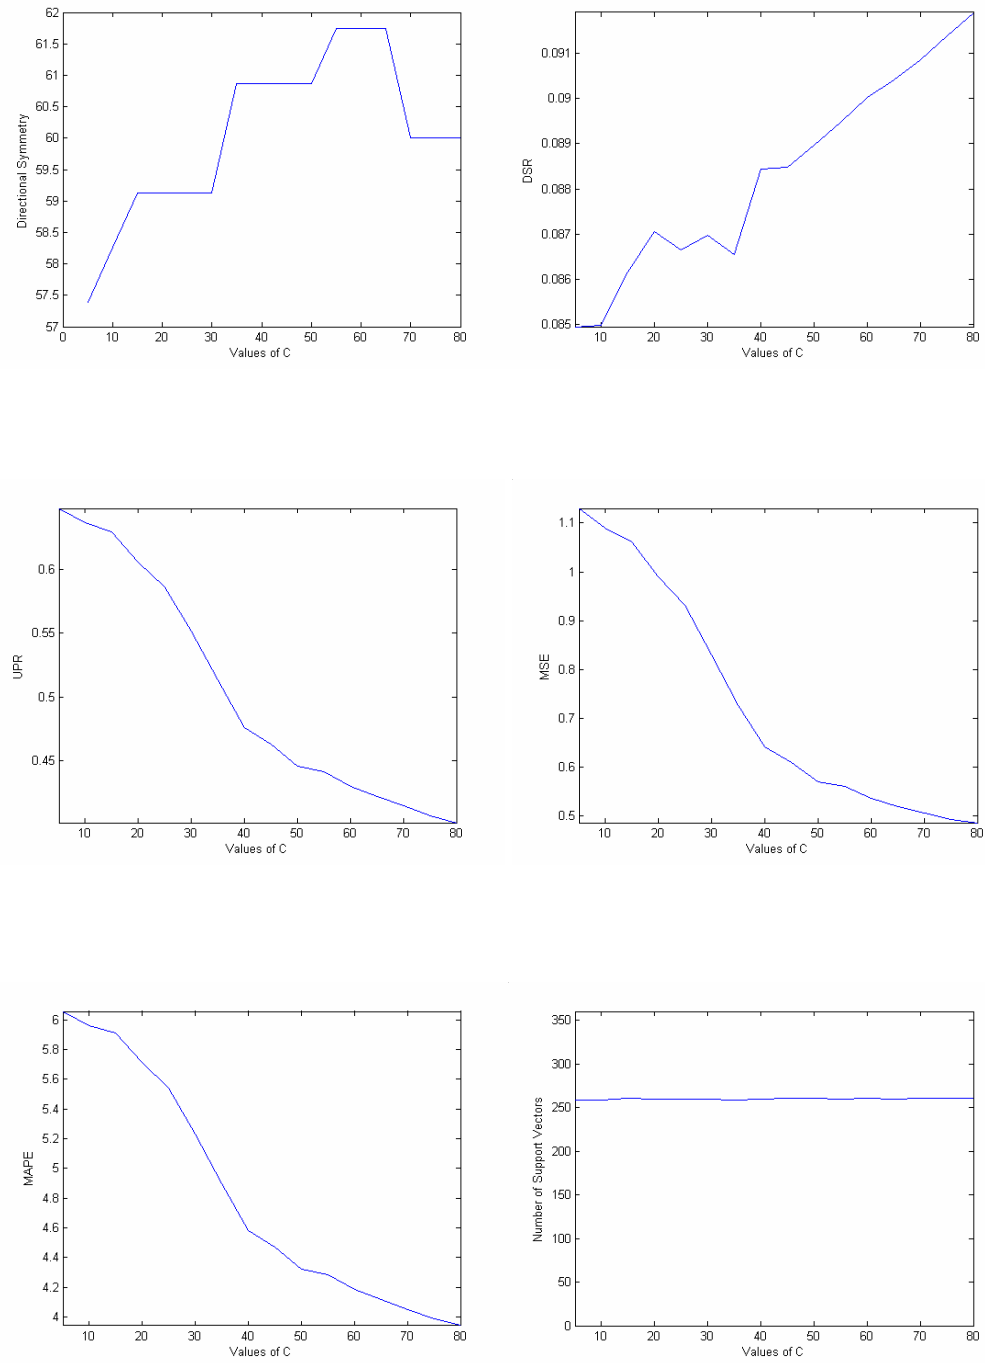 62
61.5
61
60.5
60
59.5
59
58.5
58
57.5
57
Directional Symmetry
0 10 20 30 40 50 60 70 80
Values of C
0.091
0.09
0.089
0.088
0.087
0.086
0.085
DSR
10 20 30 40 50 60 70 80
Values of C
0.6
0.55
0.5
0.45
UPR
10 20 30 40 50 60 70 80
Values of C
1.1
1
0.9
0.8
0.7
0.6
0.5
MSE
10 20 30 40 50 60 70 80
Values of C
6
5.8
5.6
5.4
5.2
5
4.8
4.6
4.4
4.2
4
MAPE
10 20 30 40 50 60 70 80
Values of C
350
300
250
200
150
100
50
0
Number of Support Vectors
10 20 30 40 50 60 70 80
Values of C